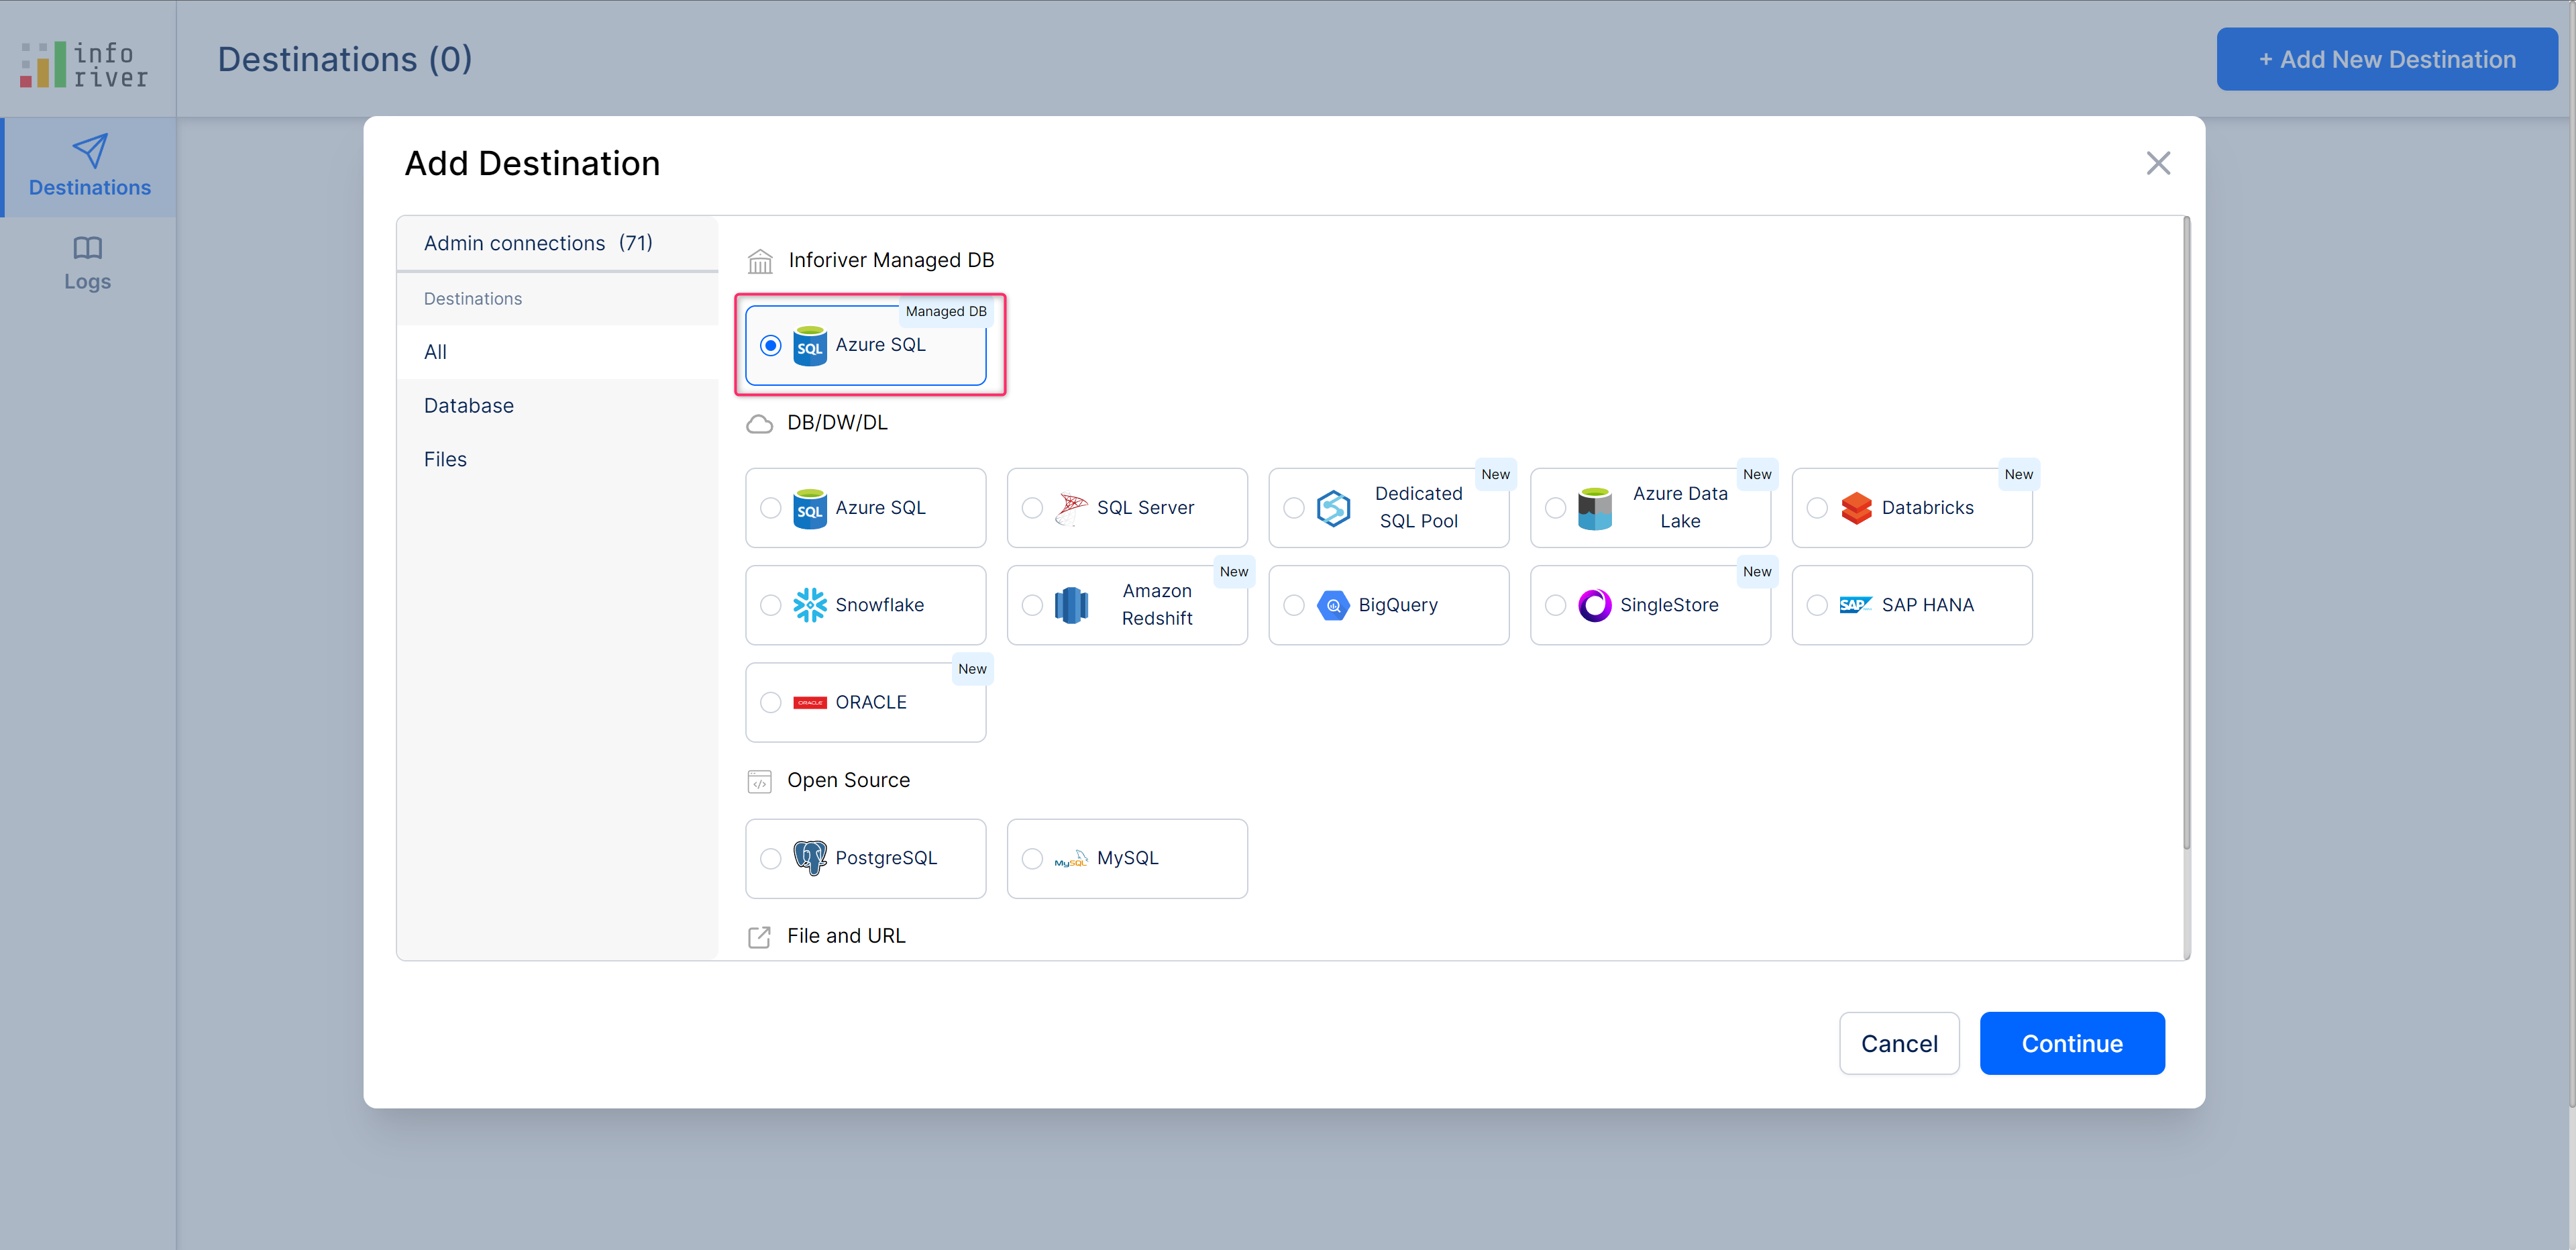 info
river
Destinations (0)
+ Add New Destination
Destinations
Logs
Add Destination
Admin connections (71)
Destinations
All
Database
Files
Inforiver Managed DB
Managed DB
SQL
Azure SQL
DB/DW/DL
SQL
Azure SQL
SQL Server
New
Dedicated
SQL Pool
New
Azure Data
Lake
New
Databricks
Snowflake
New
Amazon
Redshift
BigQuery
New
SingleStore
SAP
SAP HANA
New
ORACLE
ORACLE
Open Source
PostgreSQL
MySQL
MySQL
File and URL
Cancel
Continue